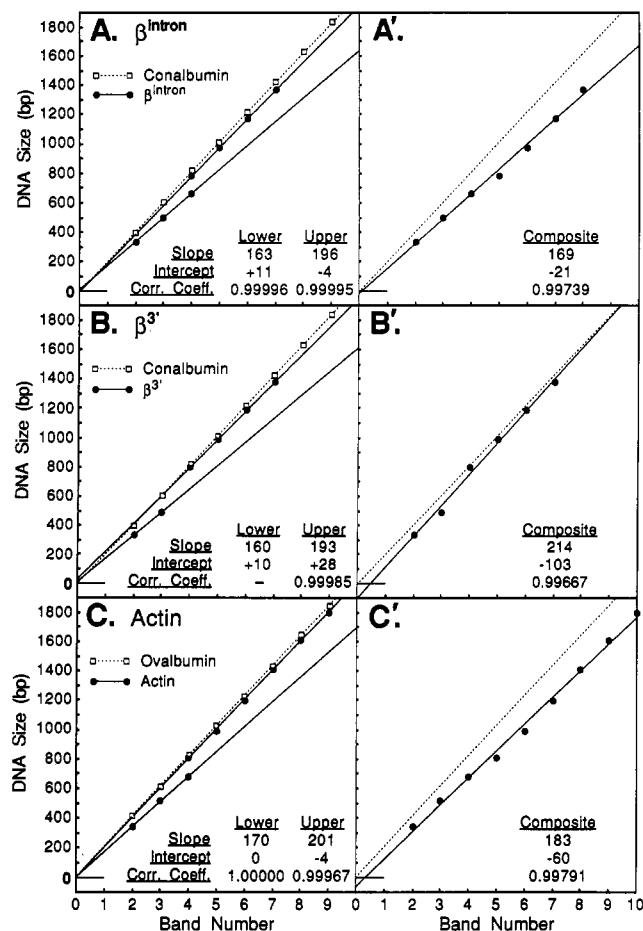 A. βintron
Conalbumin
βintron
DNA Size (bp)
1800
1600
1400
1200
1000
800
600
400
200
0
Lower Upper
Slope 163 196
Intercept +11 -4
Corr. Coeff. 0.99996 0.99995
A'.
Composite
169
-21
0.99739
B. β3'
Conalbumin
β3'
DNA Size (bp)
1800
1600
1400
1200
1000
800
600
400
200
0
Lower Upper
Slope 160 193
Intercept +10 +28
Corr. Coeff. – 0.99985
B'.
Composite
214
-103
0.99667
C. Actin
Ovalbumin
Actin
DNA Size (bp)
1800
1600
1400
1200
1000
800
600
400
200
0
Lower Upper
Slope 170 201
Intercept 0 -4
Corr. Coeff. 1.00000 0.99967
0 1 2 3 4 5 6 7 8 9
Band Number
C'.
Composite
183
-60
0.99791
0 1 2 3 4 5 6 7 8 9 10
Band Number